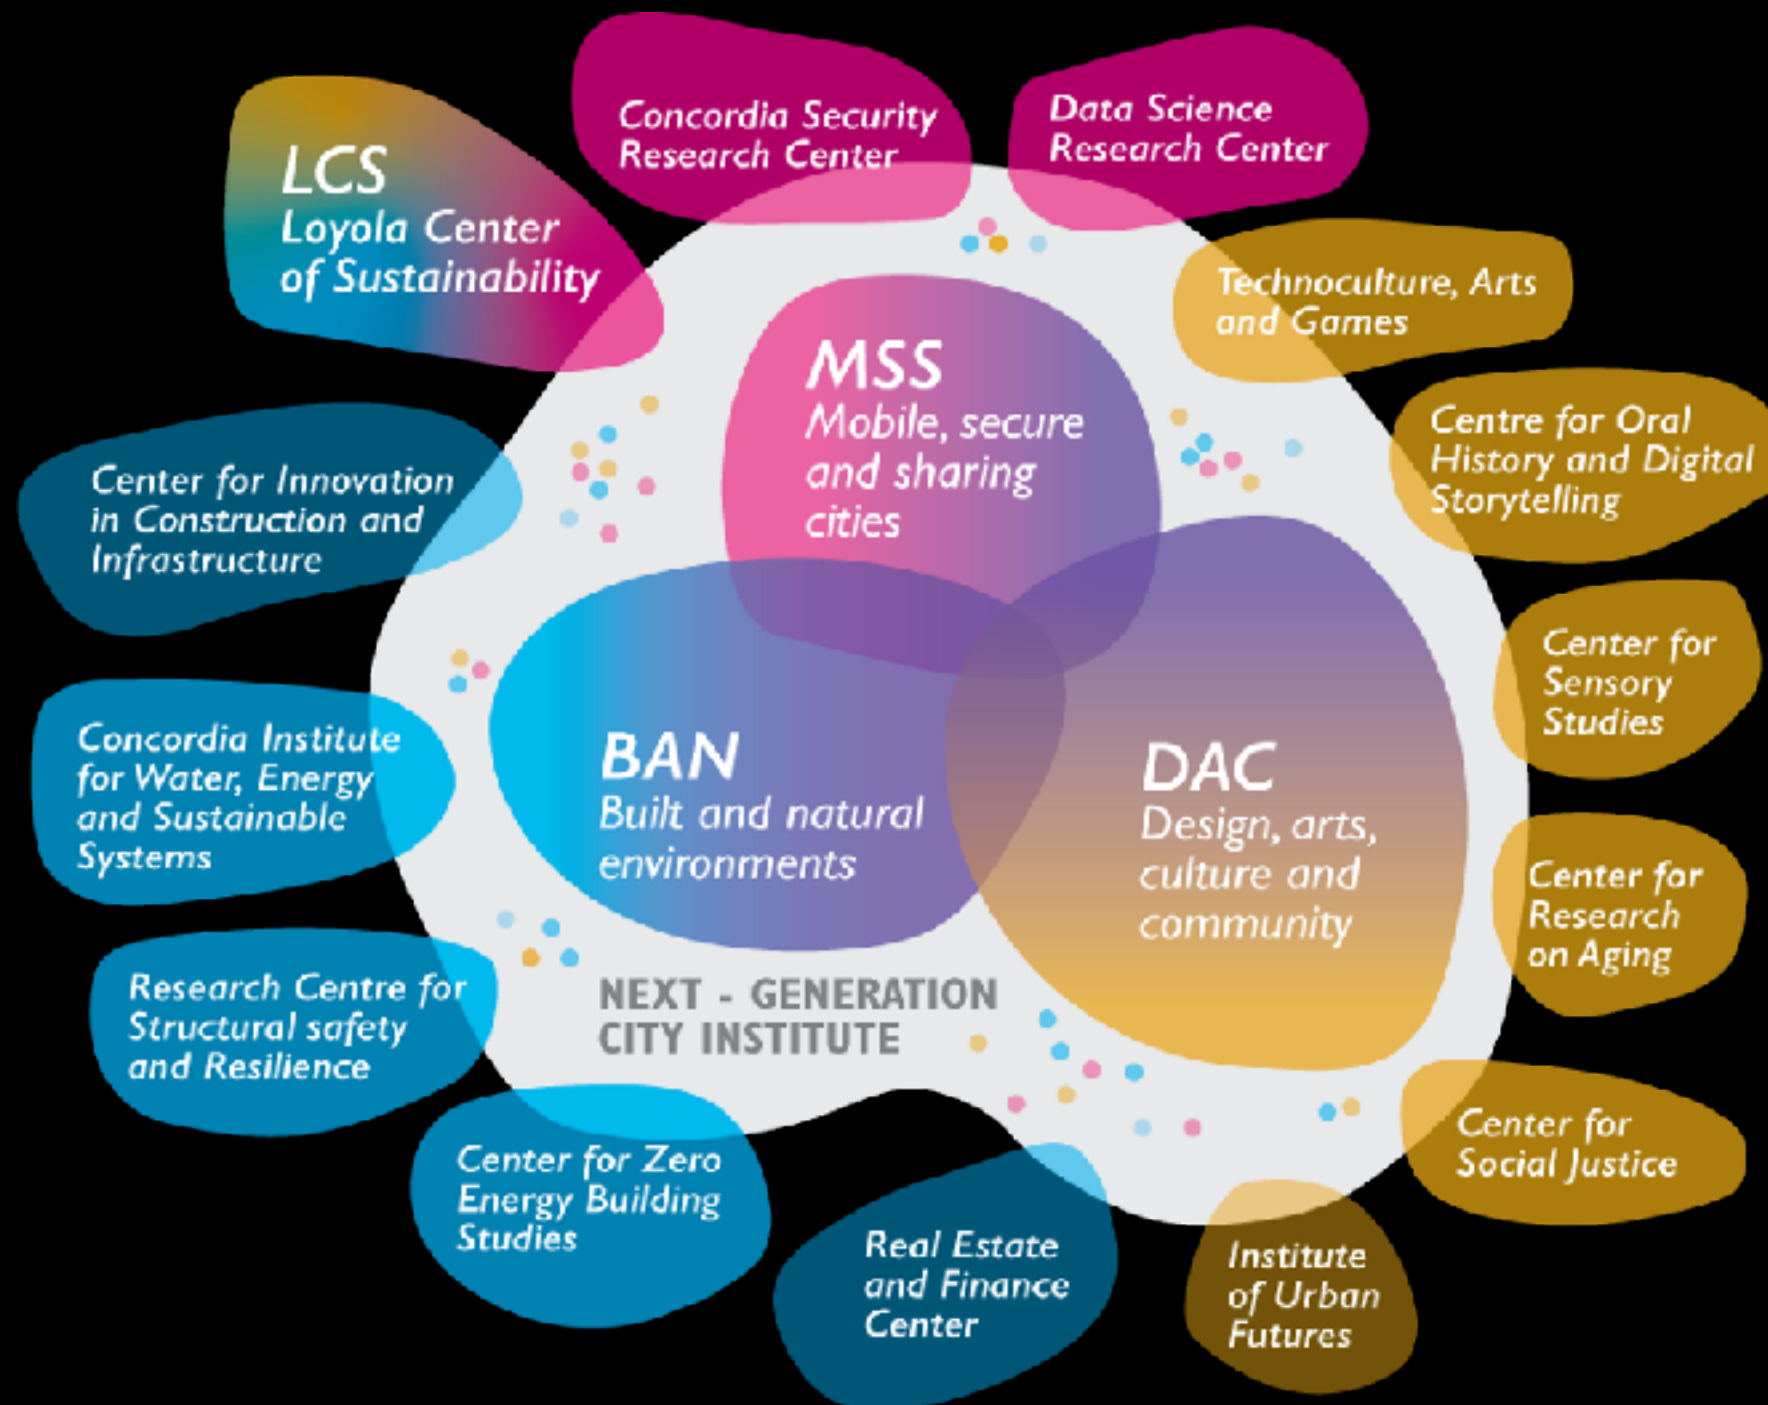 LCS
Loyola Center
of Sustainability
Concordia Security
Research Center
Data Science
Research Center
Technoculture, Arts
and Games
Centre for Oral
History and Digital
Storytelling
Center for
Sensory
Studies
Center for
Research
on Aging
Center for
Social Justice
Institute
of Urban
Futures
Real Estate
and Finance
Center
Center for Zero
Energy Building
Studies
Research Centre for
Structural safety
and Resilience
Concordia Institute
for Water, Energy
and Sustainable
Systems
Center for Innovation
in Construction and
Infrastructure
MSS
Mobile, secure
and sharing
cities
BAN
Built and natural
environments
DAC
Design, arts,
culture and
community
NEXT - GENERATION
CITY INSTITUTE